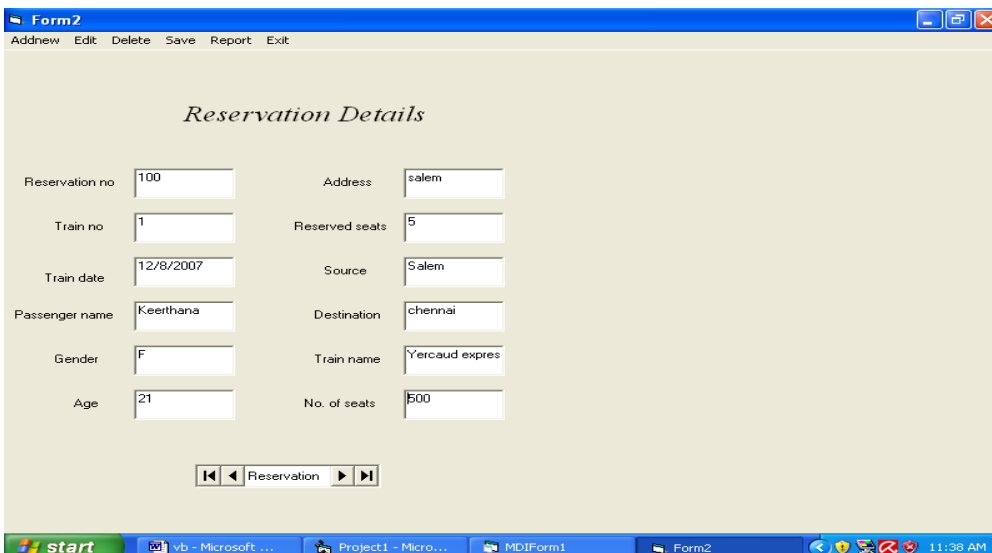 Form2
Addnew Edit Delete Save Report Exit
Reservation Details
Reservation no 100 Address salem
Train no 1 Reserved seats 5
Train date 12/8/2007 Source Salem
Passenger name Keerthana Destination chennai
Gender F Train name Yercaud expres
Age 21 No. of seats 500
Reservation
start vb - Microsoft ... Project1 - Micro... MDIForm1 Form2 11:38 AM